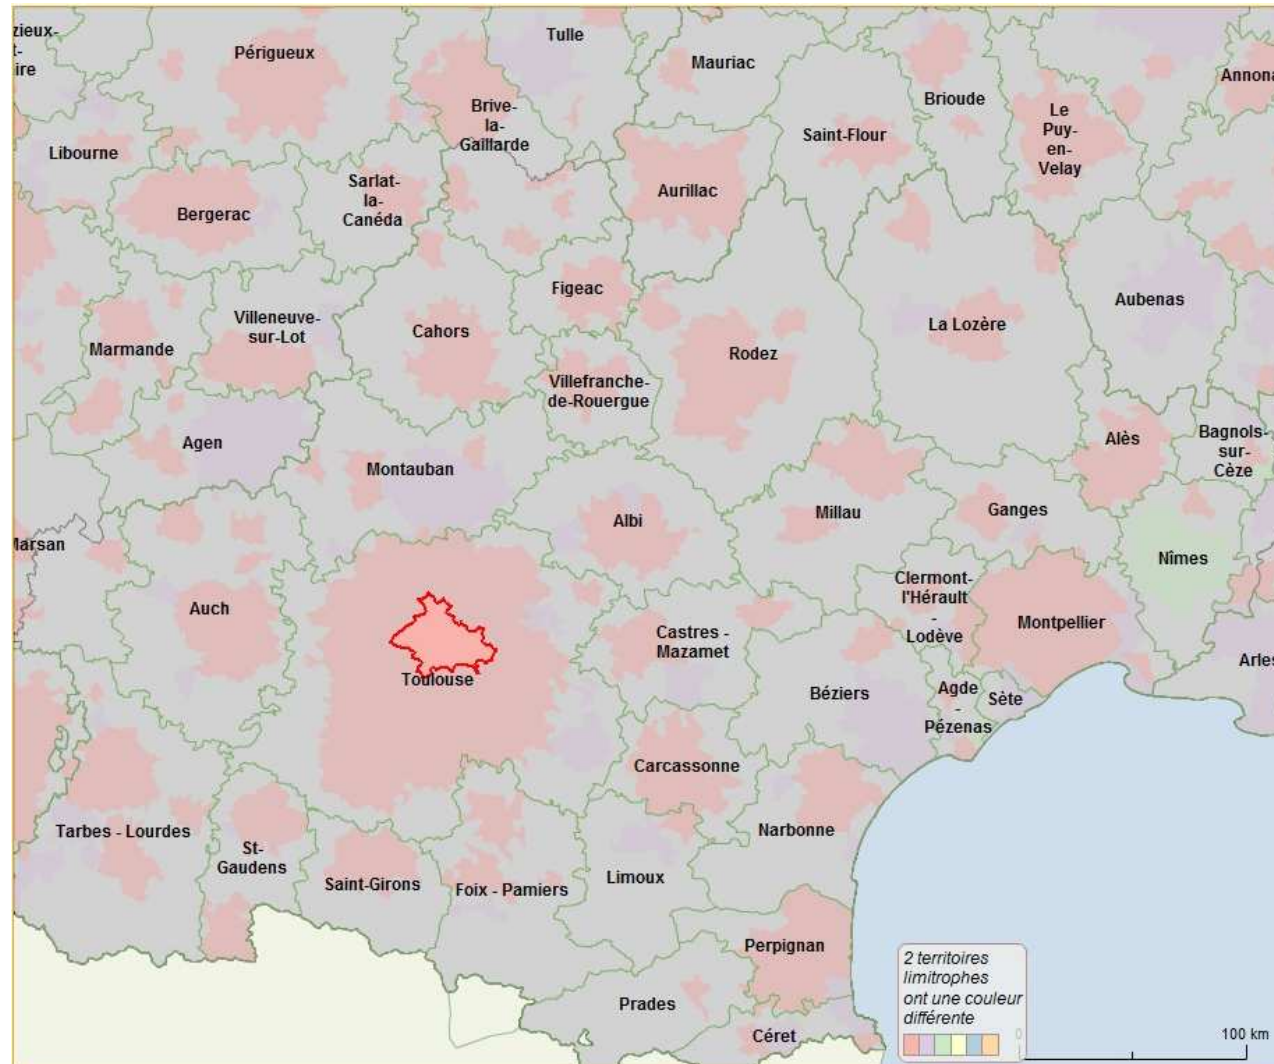 zieux-
t-
ire
Périgueux
Tulle
Mauriac
Brive-
la-
Gaillarde
Brioude
Annona
Le
Puy-
en-
Velay
Saint-Flour
Libourne
Sarlat-
la-
Canéda
Aurillac
Bergerac
Figeac
Aubenas
Villeneuve-
sur-Lot
Cahors
La Lozère
Marmande
Rodez
Villefranche-
de-Rouergue
Agen
Alès
Bagnols-
sur-
Cèze
Montauban
Albi
Millau
Ganges
Marsan
Nîmes
Clermont-
l'Hérault
-
Lodève
Auch
Castres -
Mazamet
Montpellier
Arles
Toulouse
Béziers
Agde
-
Pézenas
Sète
Carcassonne
Tarbes - Lourdes
St-
Gaudens
Narbonne
Saint-Girons
Foix - Pamiers
Limoux
Perpignan
Prades
Céret
2 territoires
limitrophes
ont une couleur
différente
0
100 km